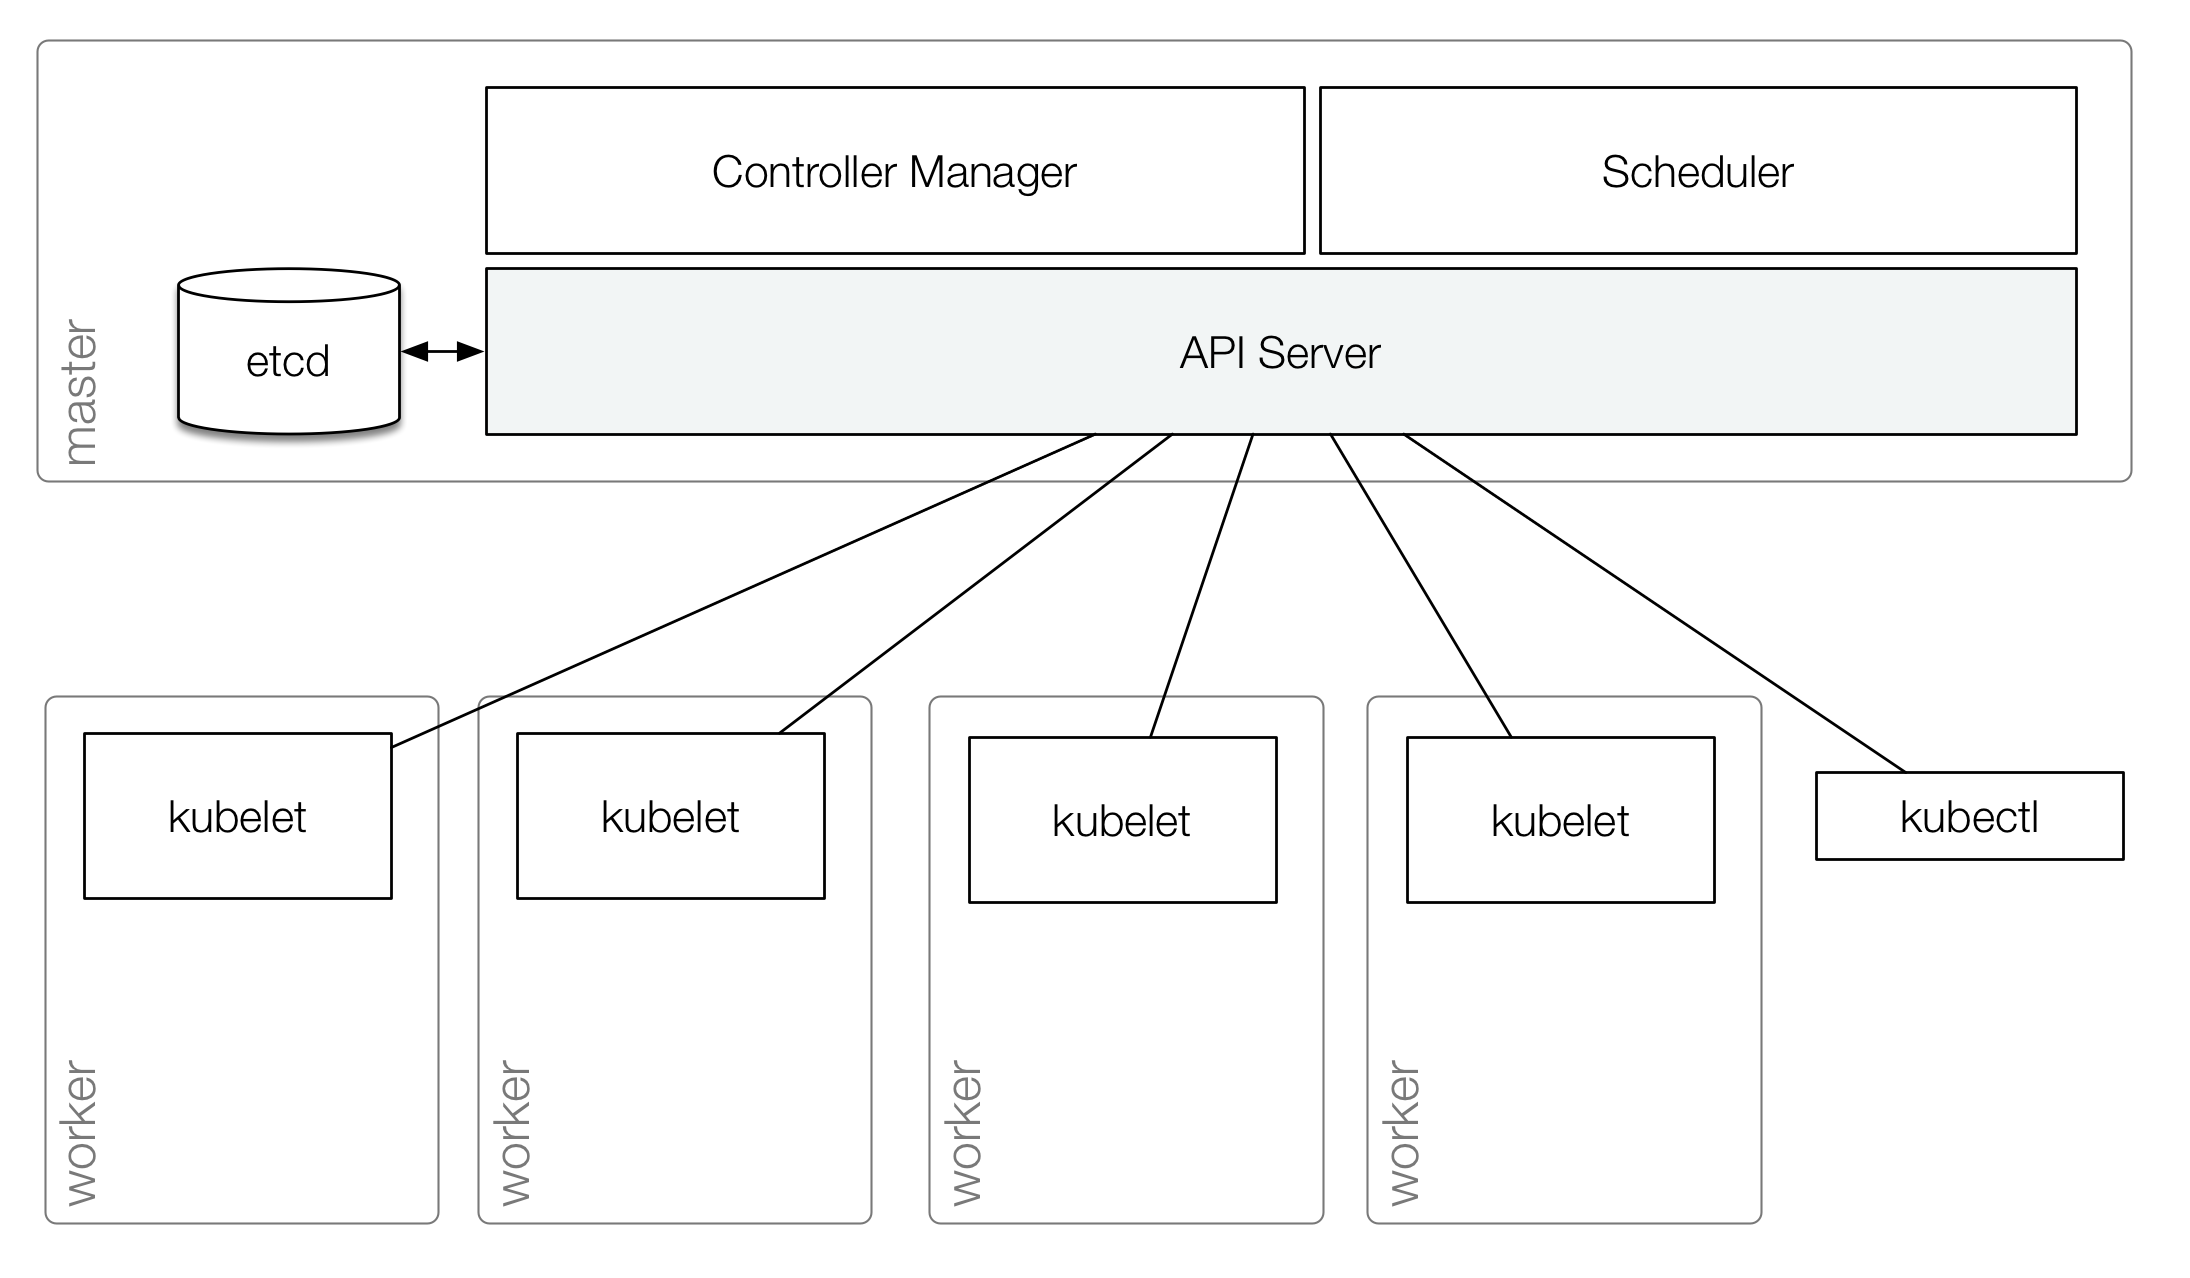 Controller Manager
Scheduler
etcd
API Server
master
kubelet
kubelet
kubelet
kubelet
kubectl
worker
worker
worker
worker